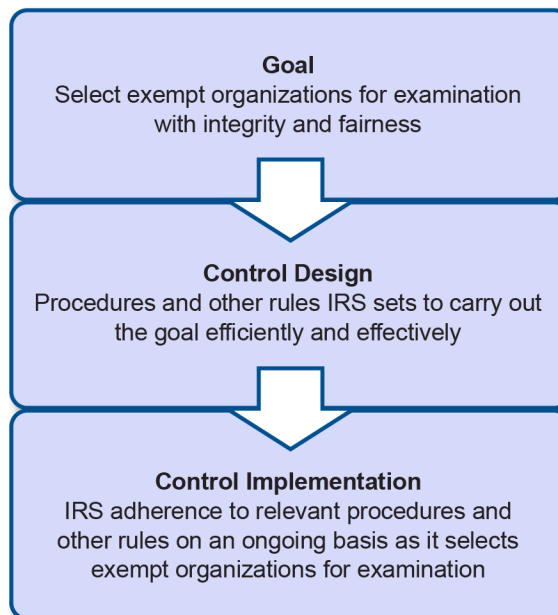 Goal
Select exempt organizations for examination
with integrity and fairness
Control Design
Procedures and other rules IRS sets to carry out
the goal efficiently and effectively
Control Implementation
IRS adherence to relevant procedures and
other rules on an ongoing basis as it selects
exempt organizations for examination